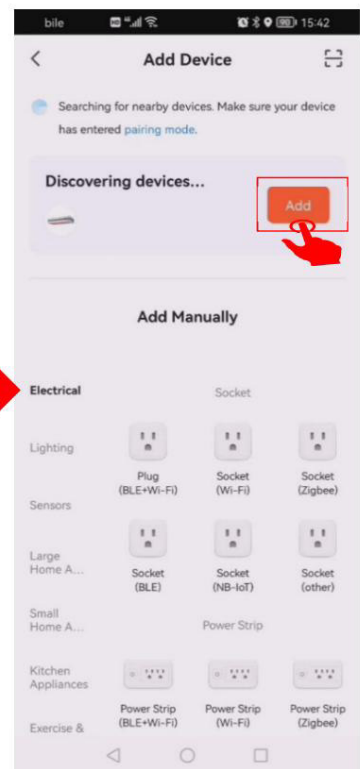 bile
HD 4G 90 15:42
Add Device
Searching for nearby devices. Make sure your device
has entered pairing mode.
Discovering devices...
Add
Add Manually
Electrical
Lighting
Sensors
Large
Home A...
Small
Home A...
Kitchen
Appliances
Exercise &
Socket
Plug
(BLE+Wi-Fi)
Socket
(Wi-Fi)
Socket
(Zigbee)
Socket
(BLE)
Socket
(NB-IoT)
Socket
(other)
Power Strip
Power Strip
(BLE+Wi-Fi)
Power Strip
(Wi-Fi)
Power Strip
(Zigbee)